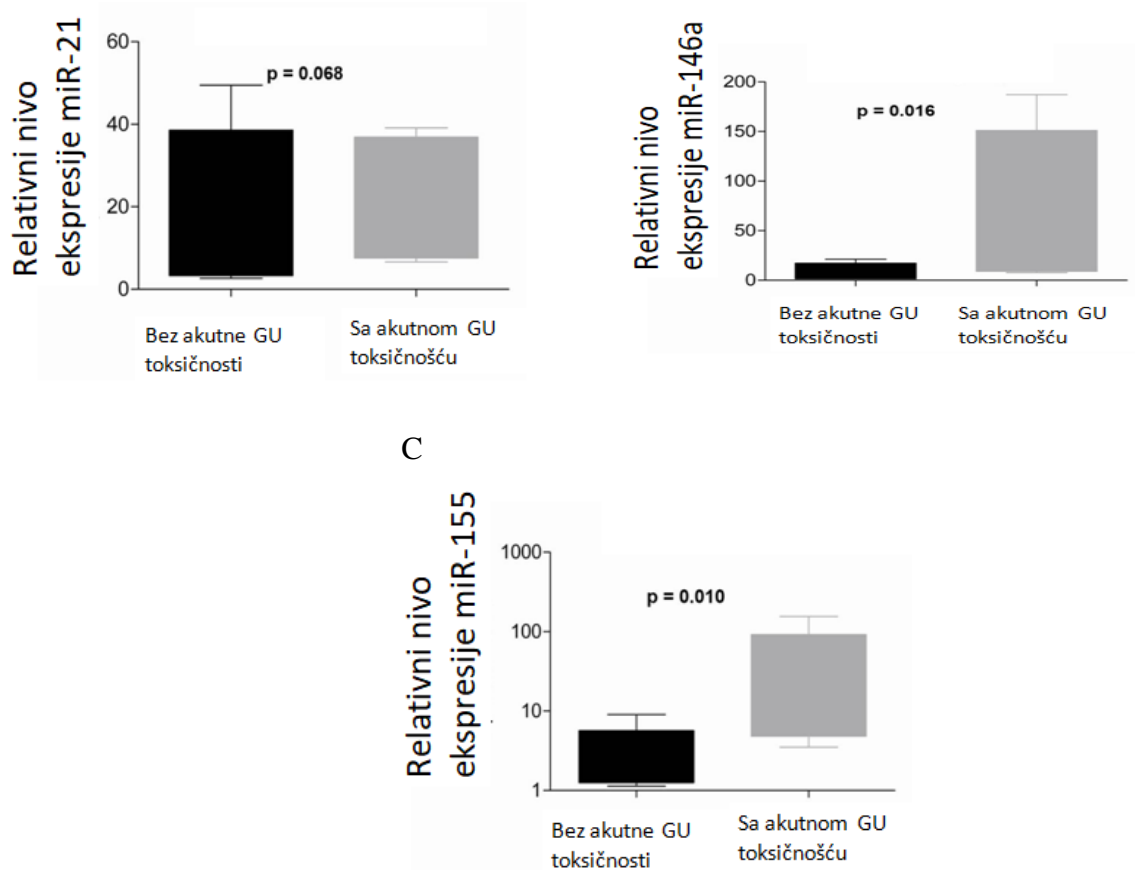 Relativni nivo
ekspresije miR-21
60
40
20
0
p = 0.068
Bez akutne GU
toksičnosti
Sa akutnom GU
toksičnošću
Relativni nivo
ekspresije miR-146a
200
150
100
50
0
p = 0.016
Bez akutne GU
toksičnosti
Sa akutnom GU
toksičnošću
C
Relativni nivo
ekspresije miR-155
1000
100
10
1
p = 0.010
Bez akutne GU
toksičnosti
Sa akutnom GU
toksičnošću